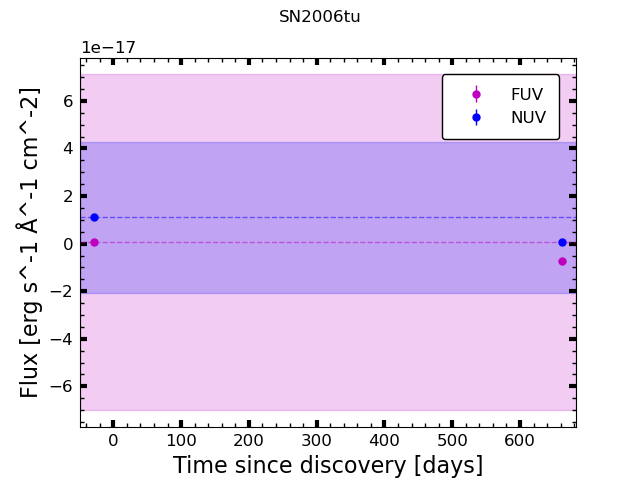 SN2006tu
1e−17
FUV
NUV
6
4
2
0
−2
−4
−6
Flux [erg s^-1 Å^-1 cm^-2]
0 100 200 300 400 500 600
Time since discovery [days]